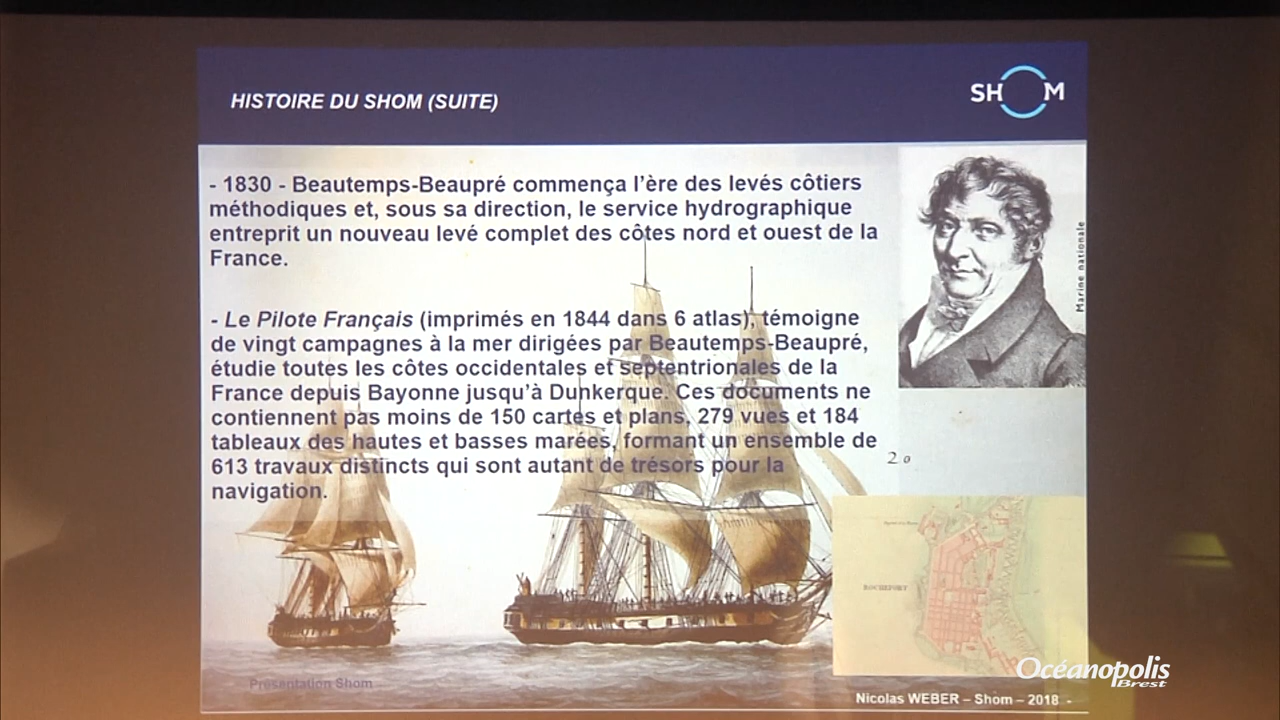 HISTOIRE DU SHOM (SUITE)
SHOM
- 1830 - Beautemps-Beaupré commença l'ère des levés côtiers
méthodiques et, sous sa direction, le service hydrographique
entreprit un nouveau levé complet des côtes nord et ouest de la
France.
- Le Pilote Français (imprimés en 1844 dans 6 atlas), témoigne
de vingt campagnes à la mer dirigées par Beautemps-Beaupré,
étudie toutes les côtes occidentales et septentrionales de la
France depuis Bayonne jusqu'à Dunkerque. Ces documents ne
contiennent pas moins de 150 cartes et plans, 279 vues et 184
tableaux des hautes et basses marées, formant un ensemble de
613 travaux distincts qui sont autant de trésors pour la
navigation.
Marine nationale
20
ROCHEFORT
Océanopolis
Brest
Présentation Shom
Nicolas WEBER – Shom – 2018 -